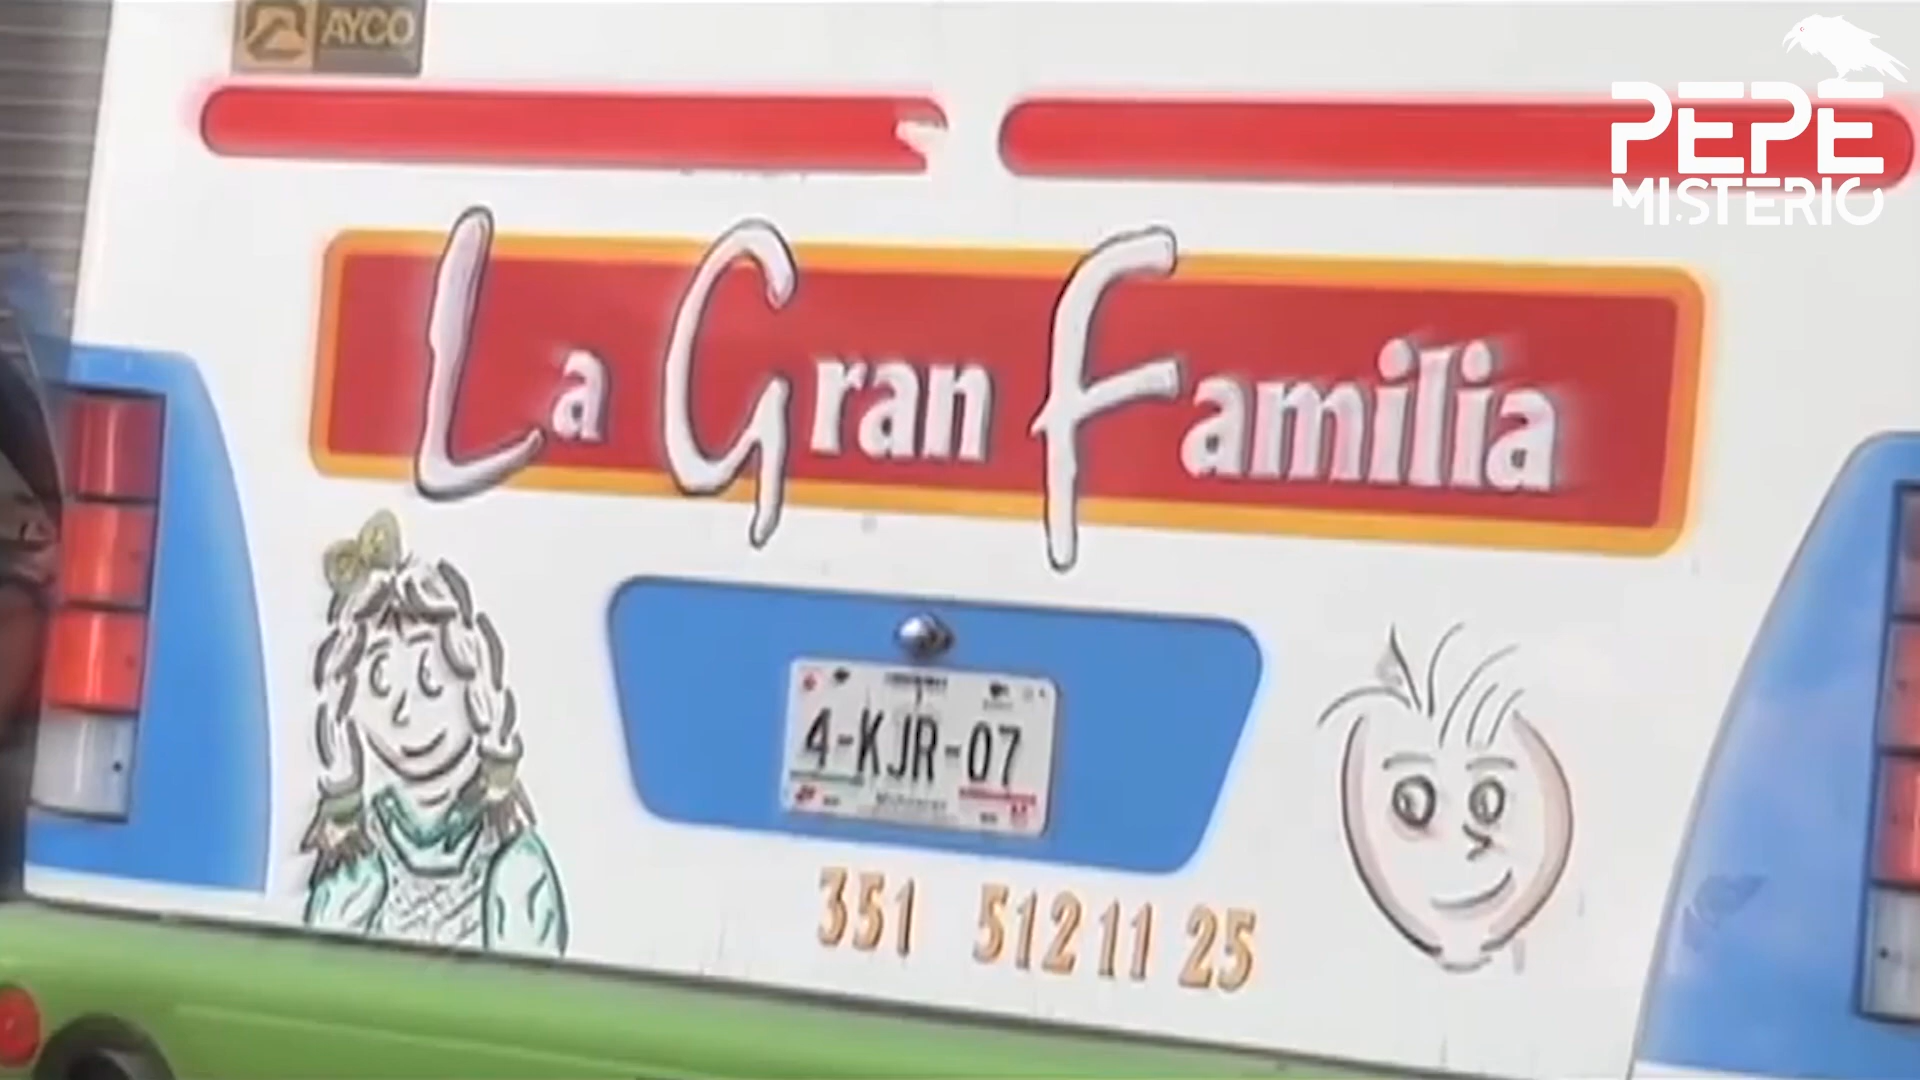 AYCO
PEPE
MISTERIO
La Gran Familia
4-KJR-07
351 512 11 25